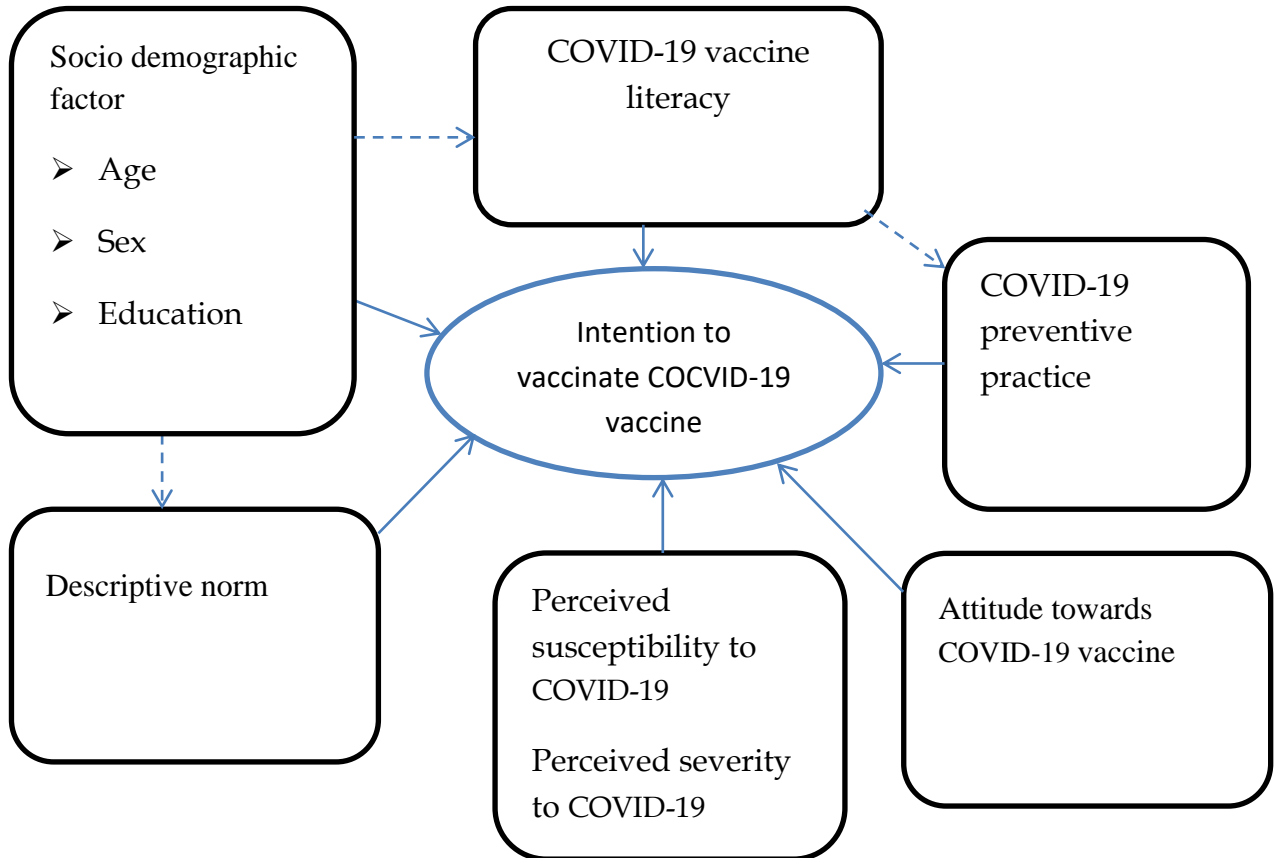 Socio demographic
factor
➢ Age
➢ Sex
➢ Education
COVID-19 vaccine
literacy
Intention to
vaccinate COCVID-19
vaccine
COVID-19
preventive
practice
Descriptive norm
Perceived
susceptibility to
COVID-19
Perceived severity
to COVID-19
Attitude towards
COVID-19 vaccine